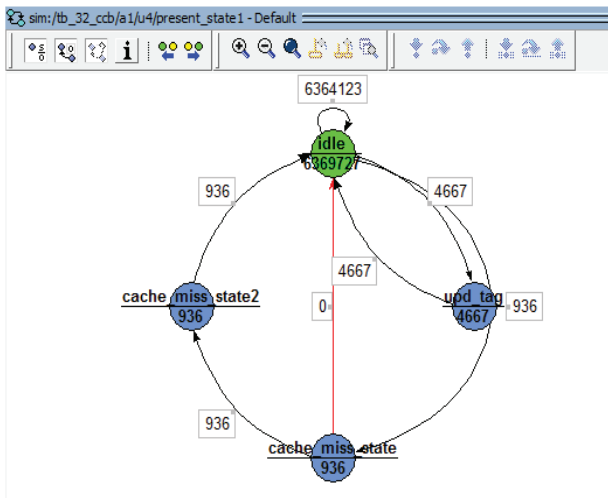 sim:/tb_32_ccb/a1/u4/present_state1 - Default
6364123
idle
6369727
936
4667
4667
cache_miss_state2
936
0
upd_tag
4667
936
936
cache_miss_state
936